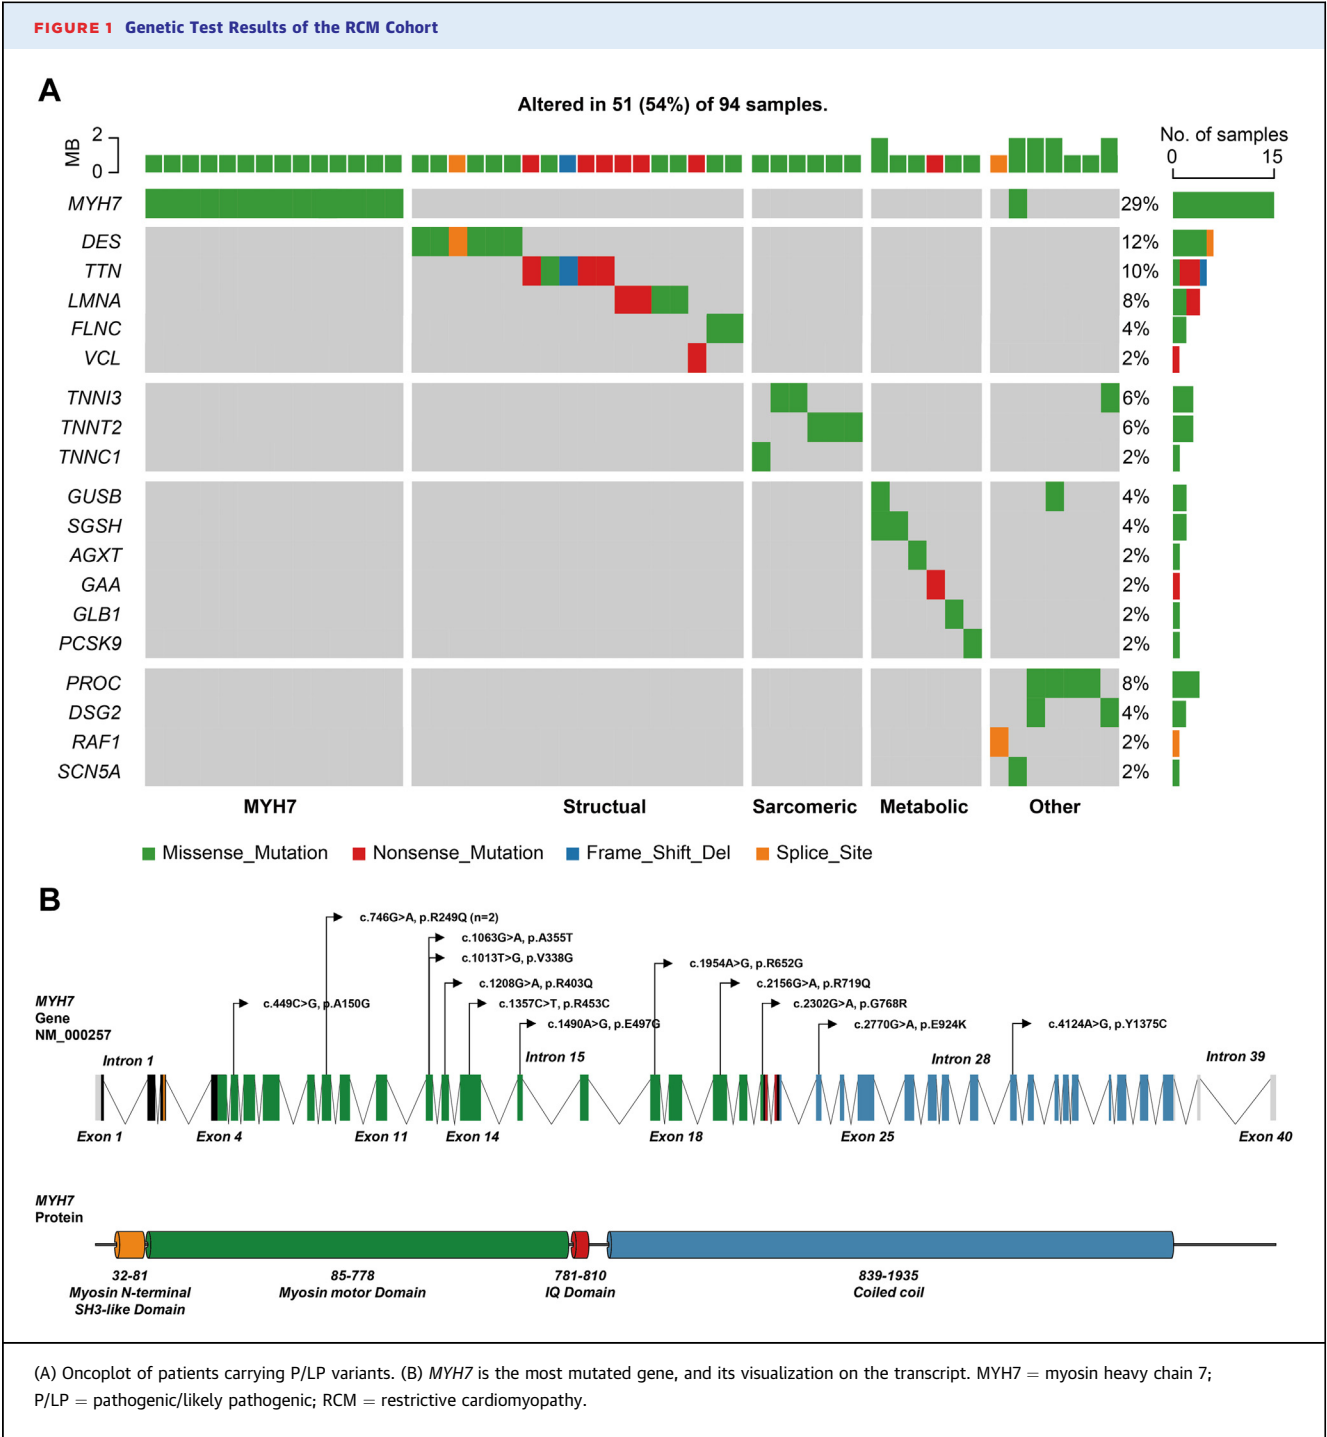 FIGURE 1 Genetic Test Results of the RCM Cohort
A
Altered in 51 (54%) of 94 samples.
MB
2
0
No. of samples
0 15
MYH7 29%
DES 12%
TTN 10%
LMNA 8%
FLNC 4%
VCL 2%
TNNI3 6%
TNNT2 6%
TNNC1 2%
GUSB 4%
SGSH 4%
AGXT 2%
GAA 2%
GLB1 2%
PCSK9 2%
PROC 8%
DSG2 4%
RAF1 2%
SCN5A 2%
MYH7 Structual Sarcomeric Metabolic Other
Missense_Mutation Nonsense_Mutation Frame_Shift_Del Splice_Site
B
c.746G>A, p.R249Q (n=2)
c.1063G>A, p.A355T
c.1013T>G, p.V338G
c.1954A>G, p.R652G
c.1208G>A, p.R403Q
c.2156G>A, p.R719Q
c.449C>G, p.A150G
c.1357C>T, p.R453C
c.2302G>A, p.G768R
c.1490A>G, p.E497G
c.2770G>A, p.E924K
c.4124A>G, p.Y1375C
MYH7
Gene
NM_000257
Intron 1 Intron 15 Intron 28 Intron 39
Exon 1 Exon 4 Exon 11 Exon 14 Exon 18 Exon 25 Exon 40
MYH7
Protein
32-81 85-778 781-810 839-1935
Myosin N-terminal Myosin motor Domain IQ Domain Coiled coil
SH3-like Domain
(A) Oncoplot of patients carrying P/LP variants. (B) MYH7 is the most mutated gene, and its visualization on the transcript. MYH7 = myosin heavy chain 7;
P/LP = pathogenic/likely pathogenic; RCM = restrictive cardiomyopathy.